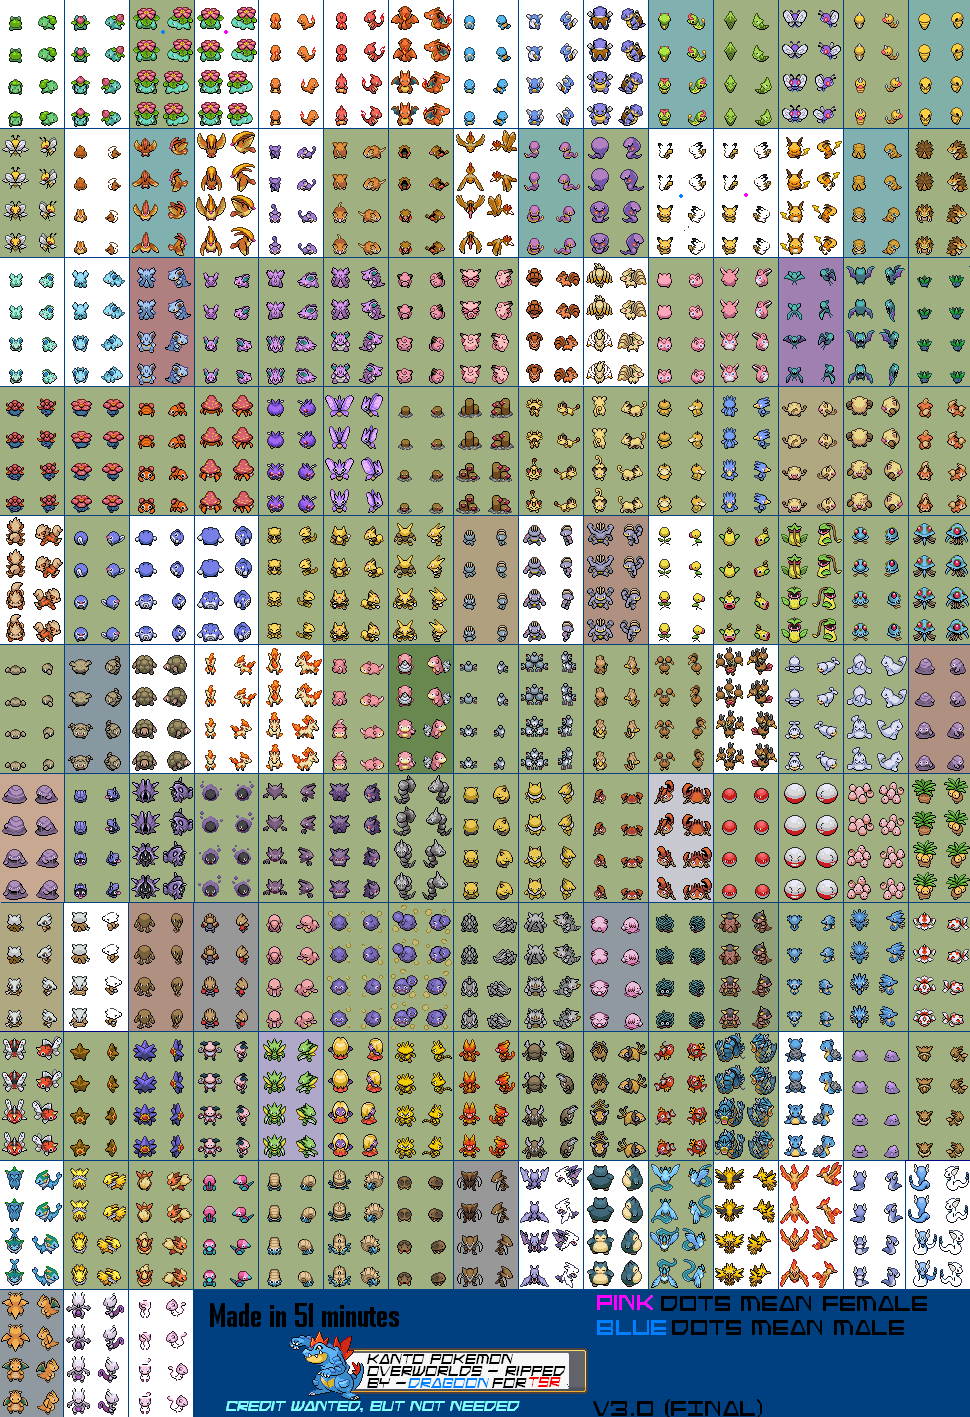 Made in 51 minutes
PINK DOTS MEAN FEMALE
BLUE DOTS MEAN MALE
KANTO POKEMON
OVERWORLDS - RIPPED
BY - DRAGOON FOR TSR
CREDIT WANTED, BUT NOT NEEDED
V3.0 (FINAL)